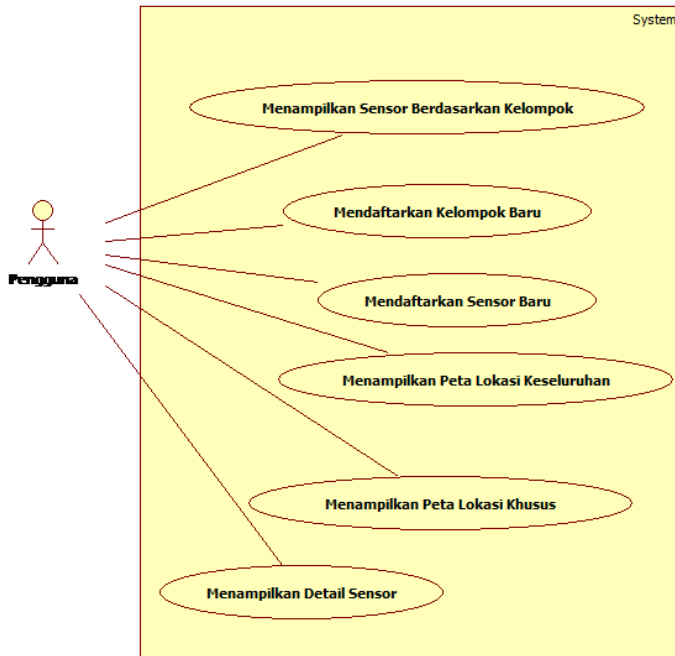 System
Menampilkan Sensor Berdasarkan Kelompok
Mendaftarkan Kelompok Baru
Pengguna
Mendaftarkan Sensor Baru
Menampilkan Peta Lokasi Keseluruhan
Menampilkan Peta Lokasi Khusus
Menampilkan Detail Sensor